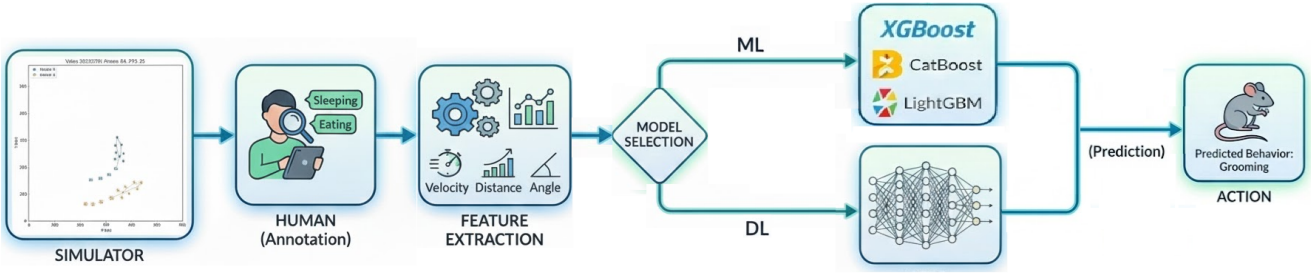 SIMULATOR
Sleeping
Eating
HUMAN
(Annotation)
Velocity Distance Angle
FEATURE
EXTRACTION
MODEL
SELECTION
ML
DL
XGBoost
CatBoost
LightGBM
(Prediction)
Predicted Behavior:
Grooming
ACTION